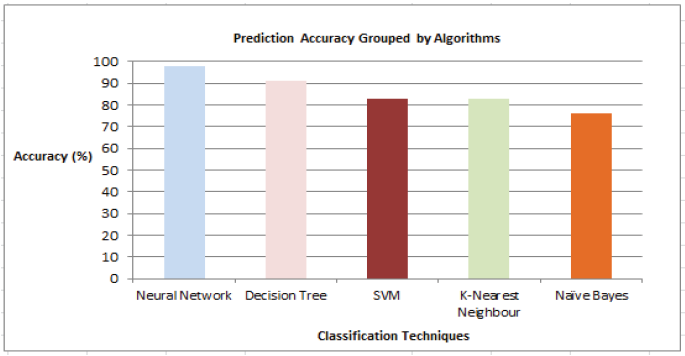 Prediction Accuracy Grouped by Algorithms
100
90
80
70
60
50
40
30
20
10
0
Accuracy (%)
Neural Network
Decision Tree
SVM
K-Nearest
Neighbour
Naïve Bayes
Classification Techniques